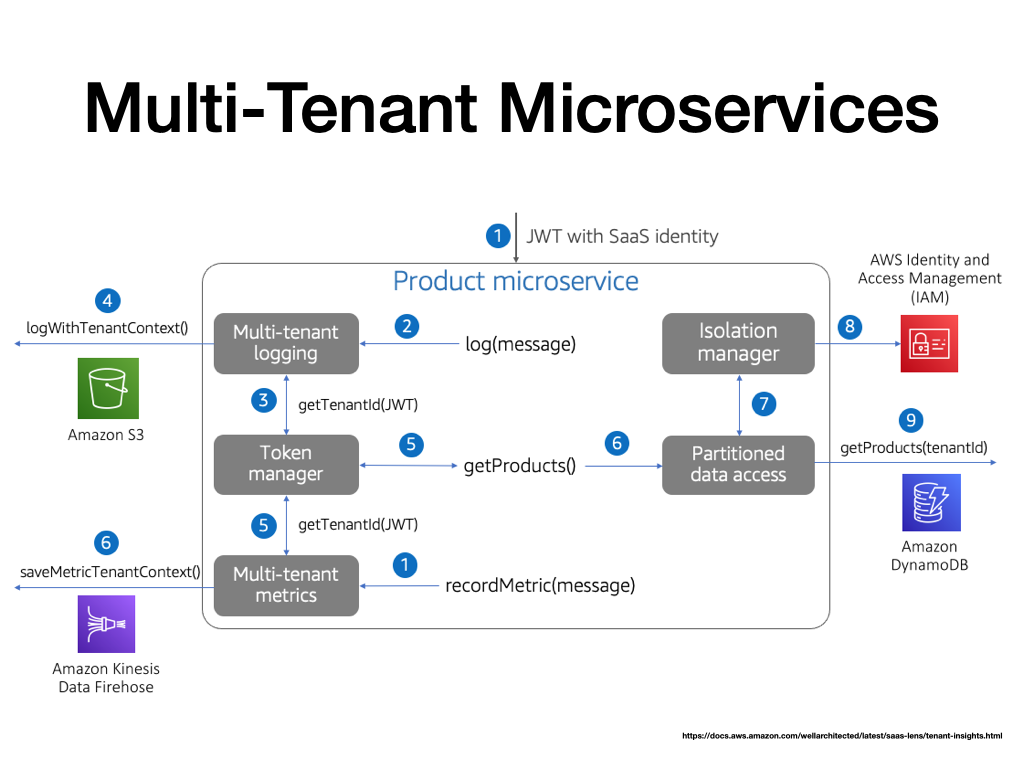 Multi-Tenant Microservices
1
JWT with SaaS identity
Product microservice
AWS Identity and
Access Management
(IAM)
4
logWithTenantContext()
Multi-tenant
logging
2
log(message)
Isolation
manager
8
Amazon S3
3
getTenantId(JWT)
7
9
getProducts(tenantId)
Token
manager
5
getProducts()
6
Partitioned
data access
5
getTenantId(JWT)
Amazon
DynamoDB
6
saveMetricTenantContext()
Multi-tenant
metrics
1
recordMetric(message)
Amazon Kinesis
Data Firehose
https://docs.aws.amazon.com/wellarchitected/latest/saas-lens/tenant-insights.html